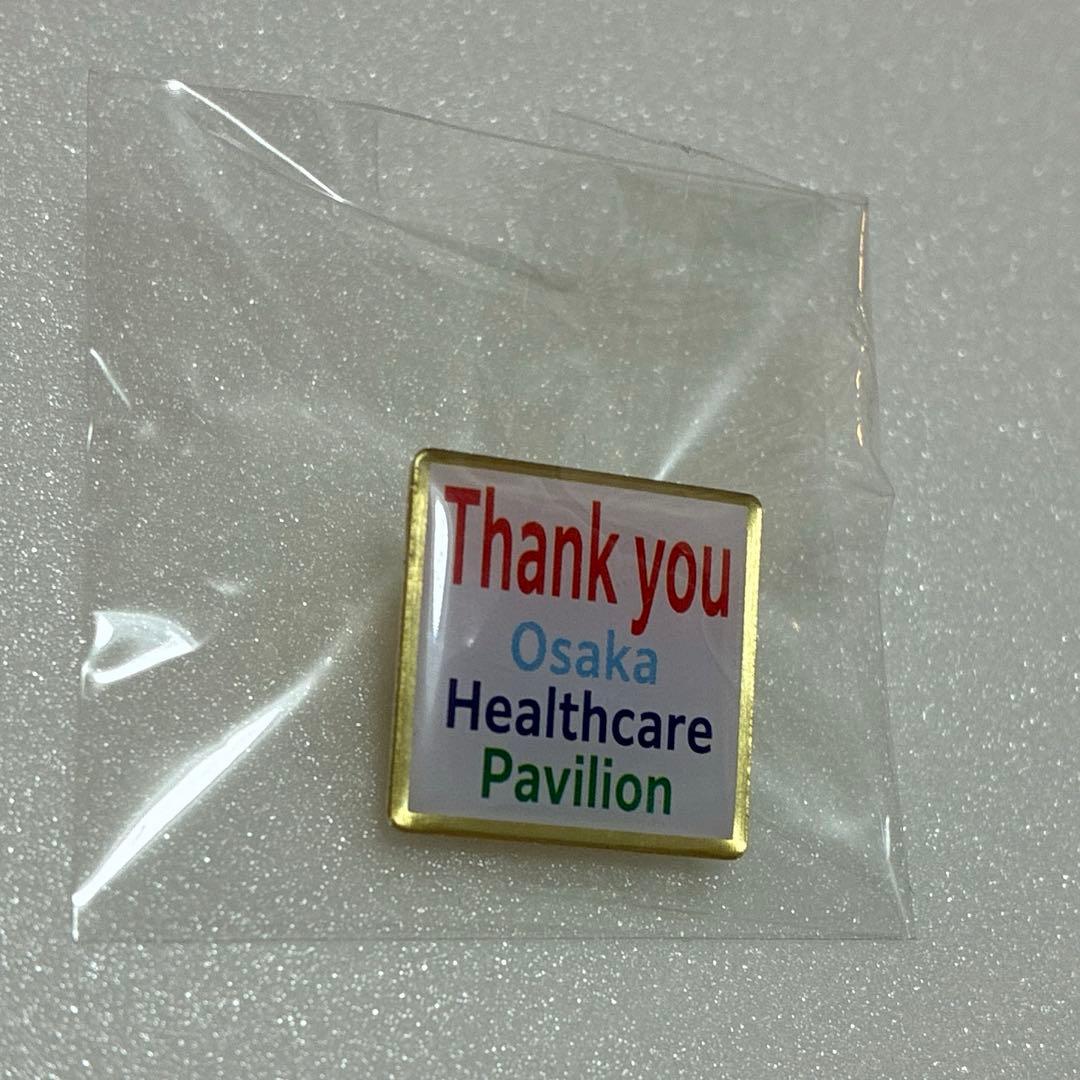 Thank you
Osaka
Healthcare
Pavilion